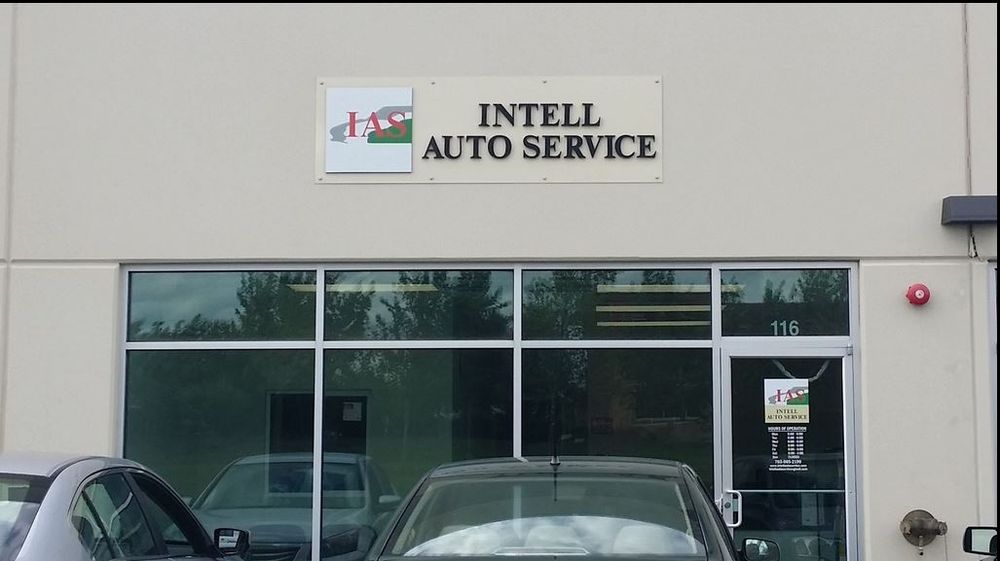 IAS
INTELL
AUTO SERVICE
116
IAS
INTELL
AUTO SERVICE
HOURS OF OPERATION